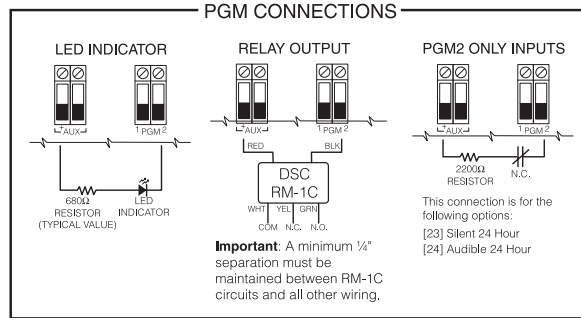 PGM CONNECTIONS
LED INDICATOR
+AUX-
1 PGM 2
680Ω
RESISTOR
(TYPICAL VALUE)
LED
INDICATOR
RELAY OUTPUT
+AUX-
1 PGM 2
RED
BLK
DSC
RM-1C
WHT YEL GRN
COM N.C. N.O.
Important: A minimum ¼"
separation must be
maintained between RM-1C
circuits and all other wiring.
PGM2 ONLY INPUTS
+AUX-
1 PGM 2
2200Ω
RESISTOR
N.C.
This connection is for the
following options:
[23] Silent 24 Hour
[24] Audible 24 Hour